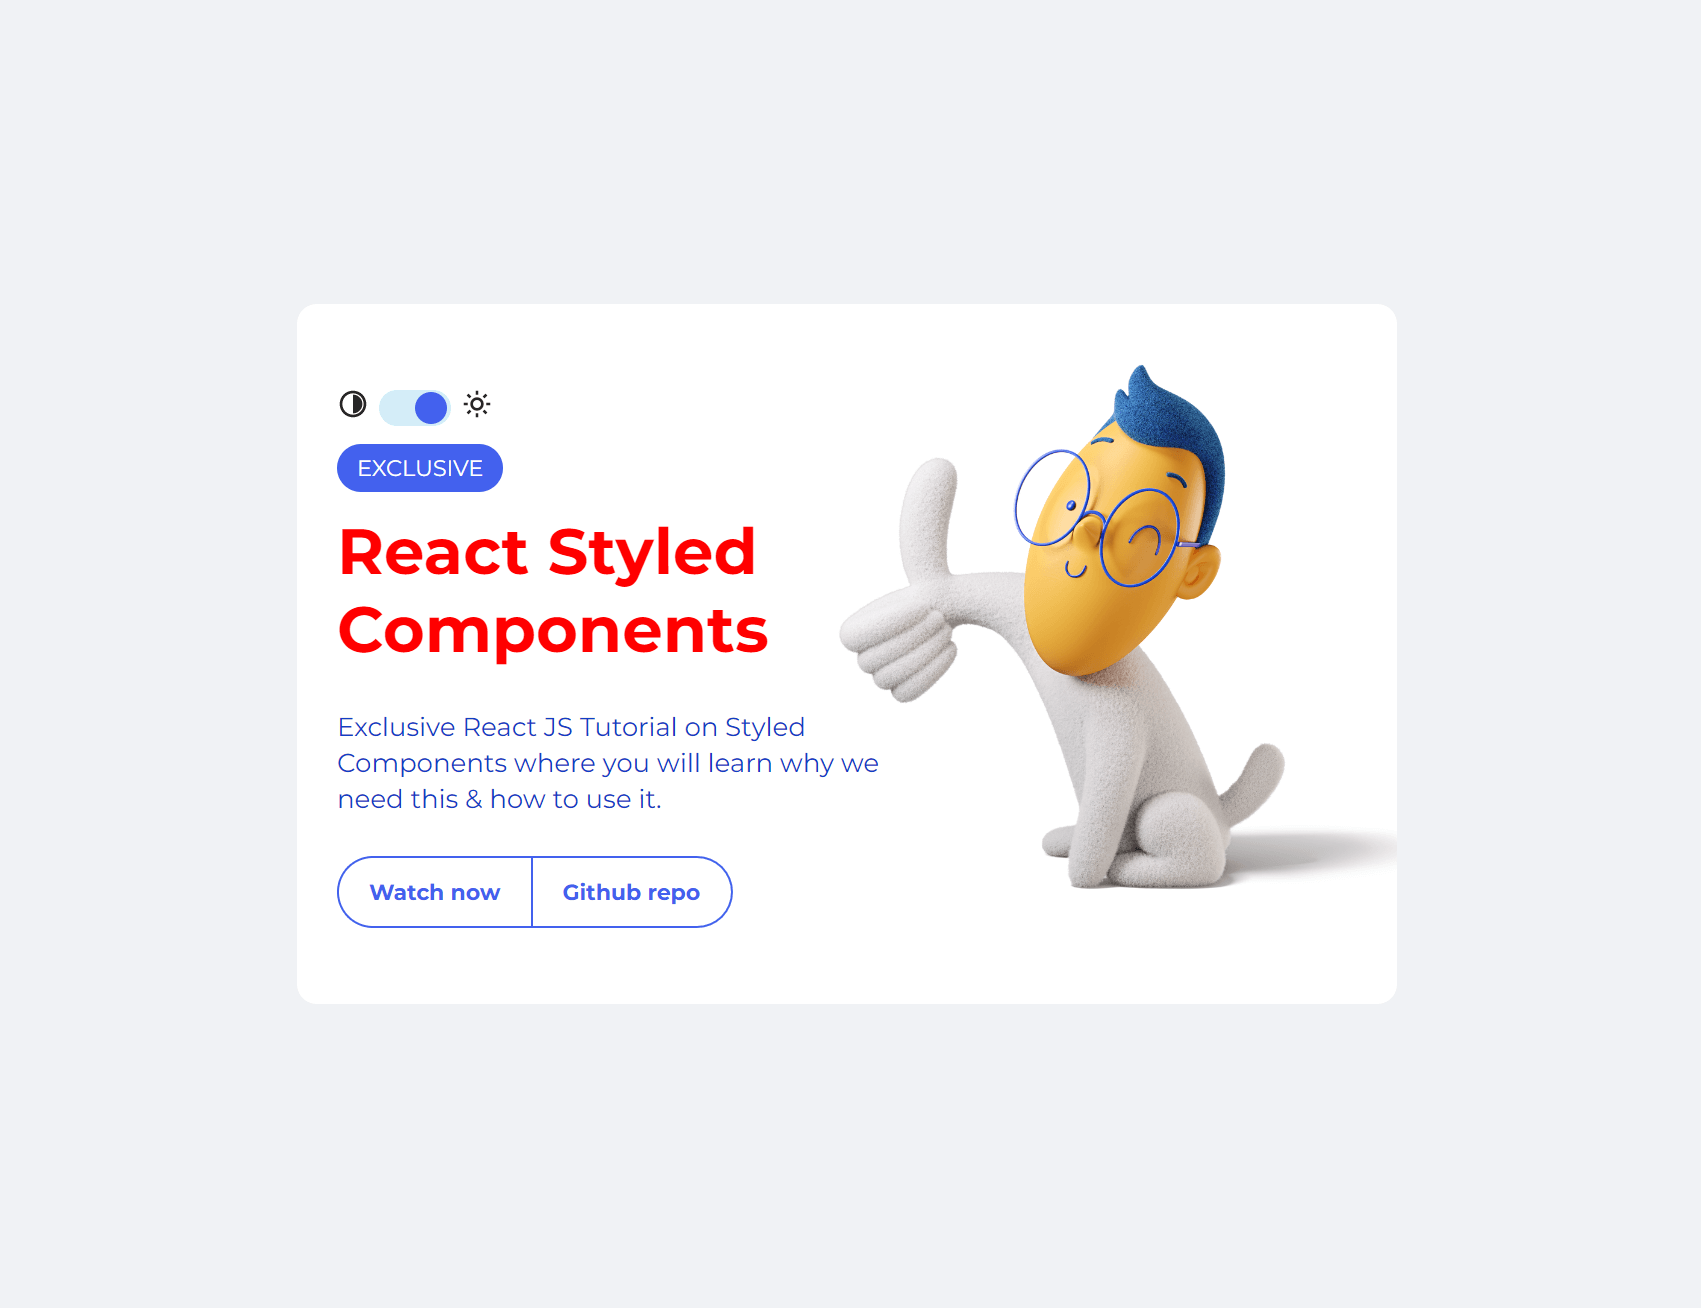 EXCLUSIVE
React Styled
Components
Exclusive React JS Tutorial on Styled
Components where you will learn why we
need this & how to use it.
Watch now
Github repo